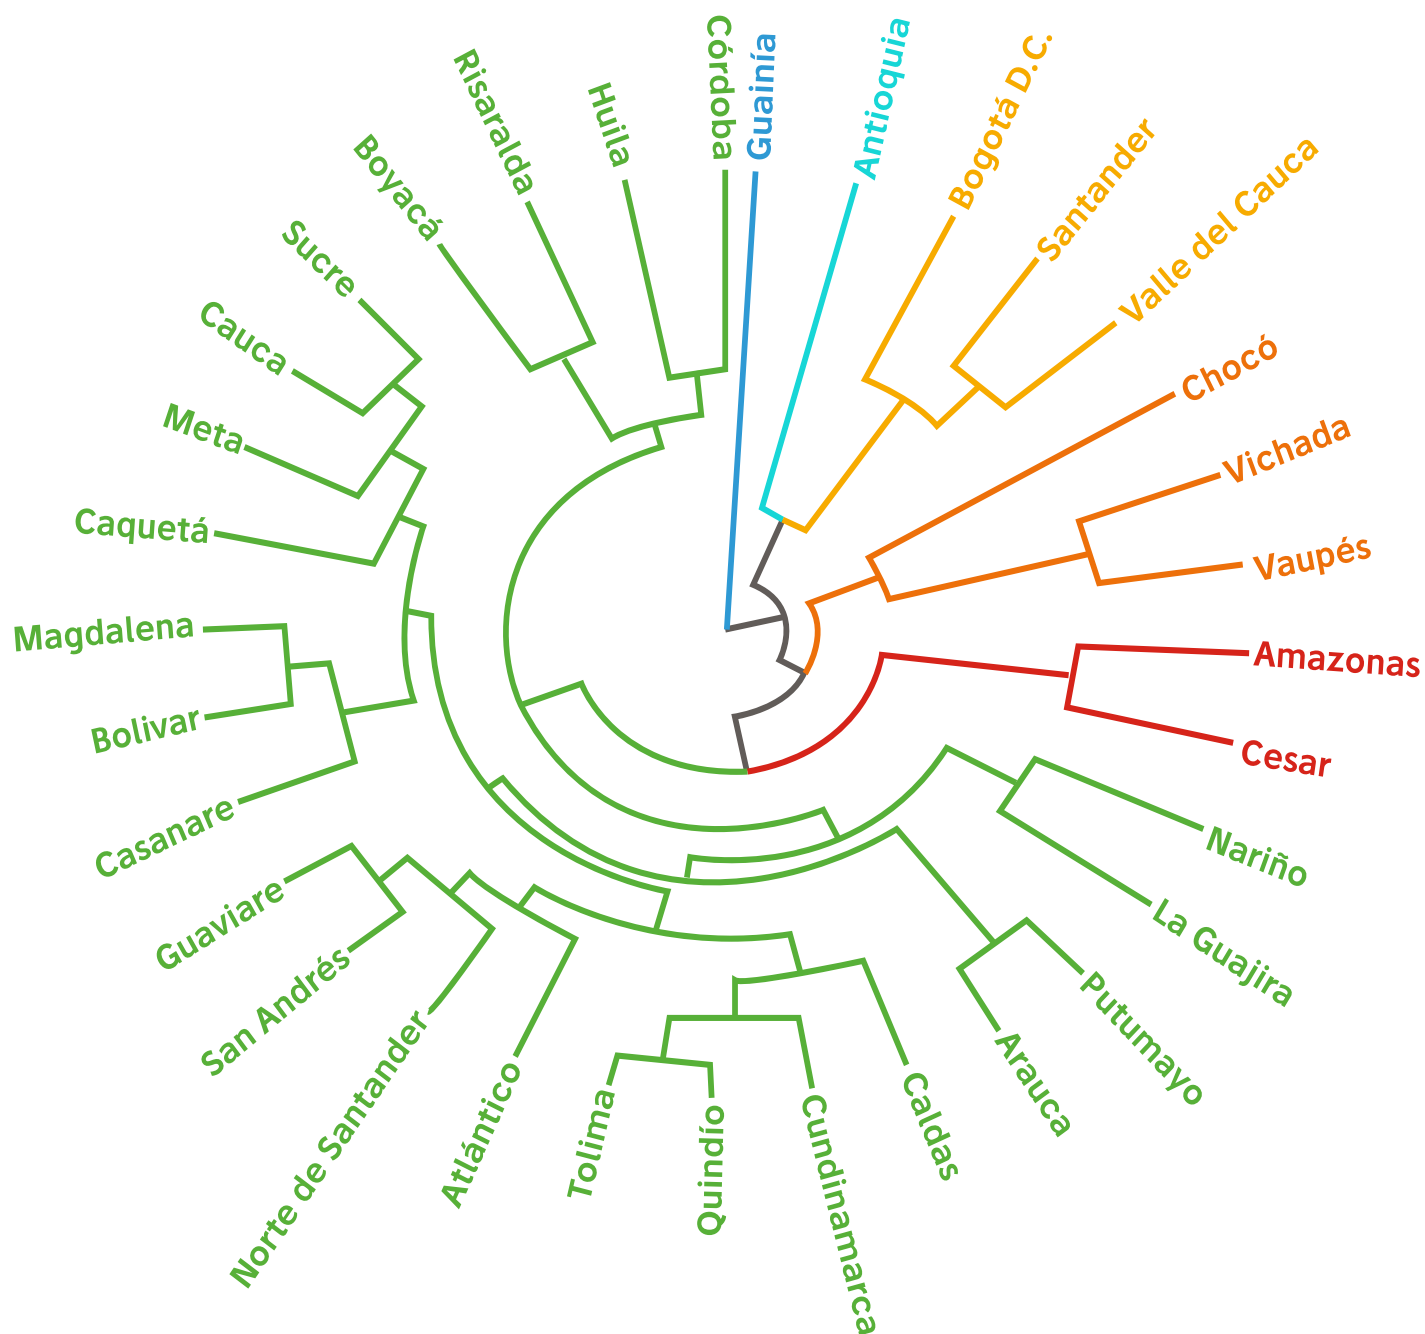 Córdoba
Guainía
Antioquia
Bogotá D.C.
Santander
Valle del Cauca
Chocó
Vichada
Vaupés
Amazonas
Cesar
Nariño
La Guajira
Putumayo
Arauca
Caldas
Cundinamarca
Quindío
Tolima
Atlántico
Norte de Santander
San Andrés
Guaviare
Casanare
Bolivar
Magdalena
Caquetá
Meta
Cauca
Sucre
Boyacá
Risaralda
Huila